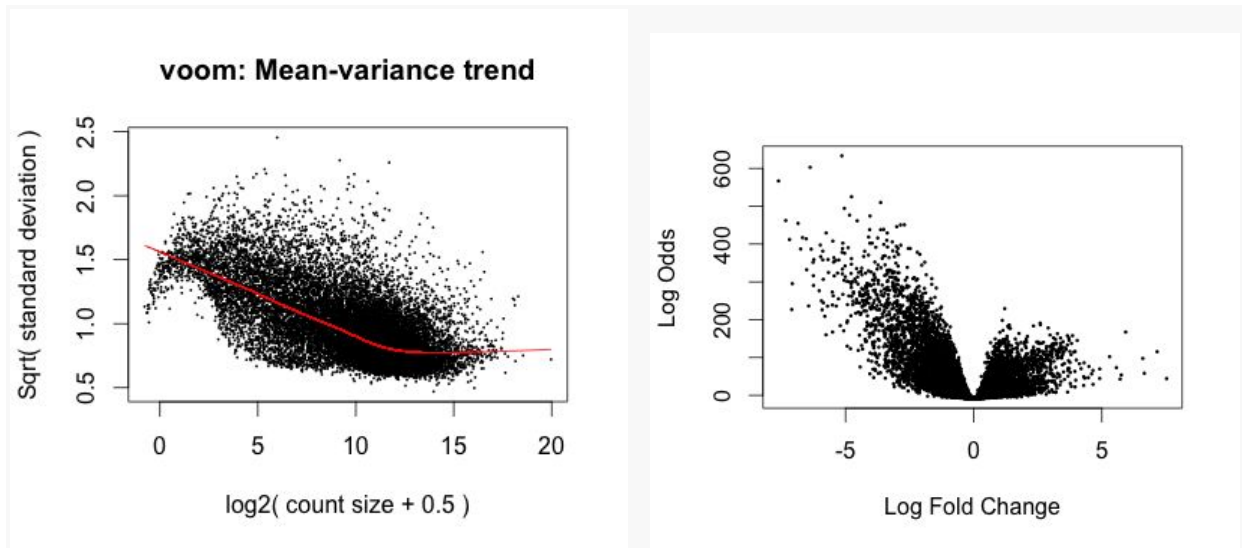 voom: Mean-variance trend
Sqrt( standard deviation )
2.5
2.0
1.5
1.0
0.5
0 5 10 15 20
log2( count size + 0.5 )
Log Odds
600
400
200
0
-5 0 5
Log Fold Change